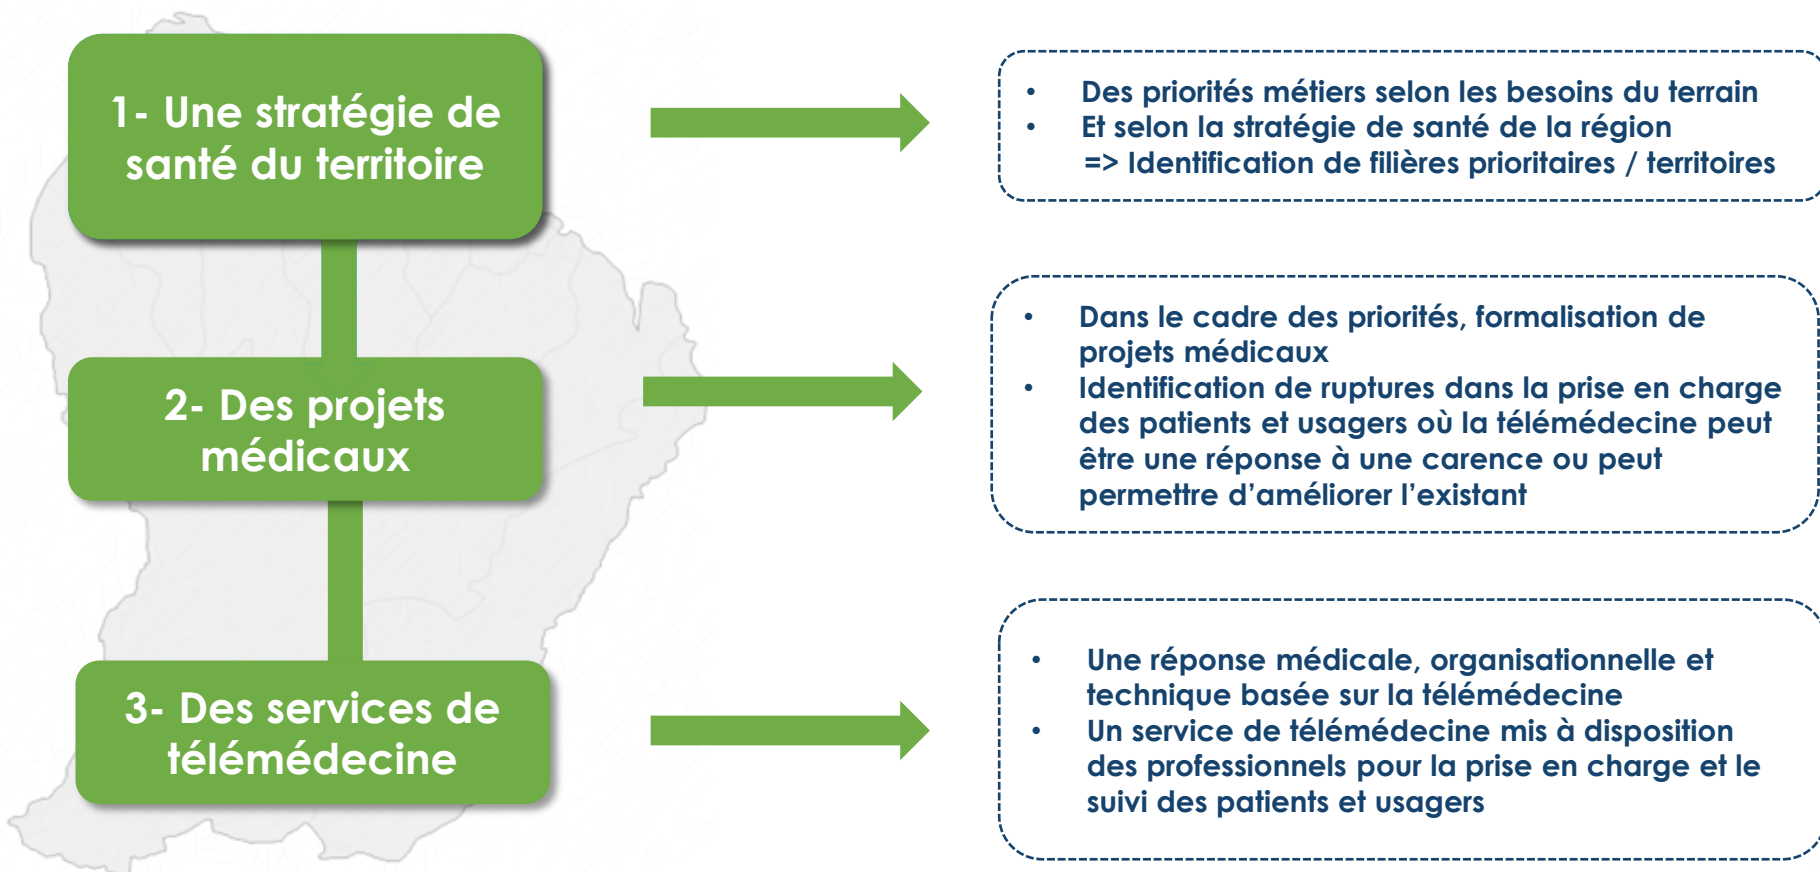 1- Une stratégie de
santé du territoire
• Des priorités métiers selon les besoins du terrain
• Et selon la stratégie de santé de la région
=> Identification de filières prioritaires / territoires
2- Des projets
médicaux
• Dans le cadre des priorités, formalisation de
projets médicaux
• Identification de ruptures dans la prise en charge
des patients et usagers où la télémédecine peut
être une réponse à une carence ou peut
permettre d’améliorer l’existant
3- Des services de
télémédecine
• Une réponse médicale, organisationnelle et
technique basée sur la télémédecine
• Un service de télémédecine mis à disposition
des professionnels pour la prise en charge et le
suivi des patients et usagers